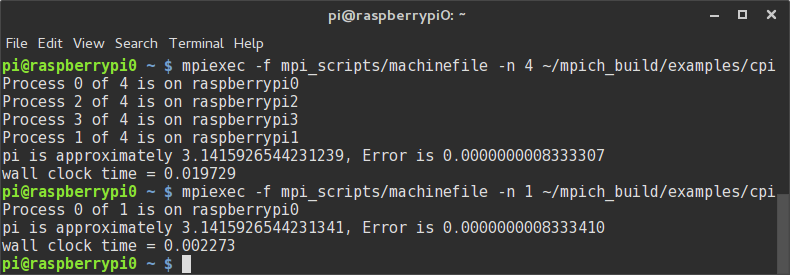 pi@raspberrypi0: ~
File Edit View Search Terminal Help
pi@raspberrypi0 ~ $ mpiexec -f mpi_scripts/machinefile -n 4 ~/mpich_build/examples/cpi
Process 0 of 4 is on raspberrypi0
Process 2 of 4 is on raspberrypi2
Process 3 of 4 is on raspberrypi3
Process 1 of 4 is on raspberrypi1
pi is approximately 3.1415926544231239, Error is 0.0000000008333307
wall clock time = 0.019729
pi@raspberrypi0 ~ $ mpiexec -f mpi_scripts/machinefile -n 1 ~/mpich_build/examples/cpi
Process 0 of 1 is on raspberrypi0
pi is approximately 3.1415926544231341, Error is 0.0000000008333410
wall clock time = 0.002273
pi@raspberrypi0 ~ $